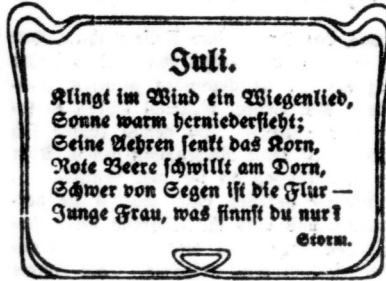 Juli.
Klingt im Wind ein Wiegenlied,
Sonne warm herniedersieht;
Seine Aehren senkt das Korn,
Rote Beere schwillt am Dorn,
Schwer von Segen ist die Flur —
Junge Frau, was sinnst du nur?
Storm.